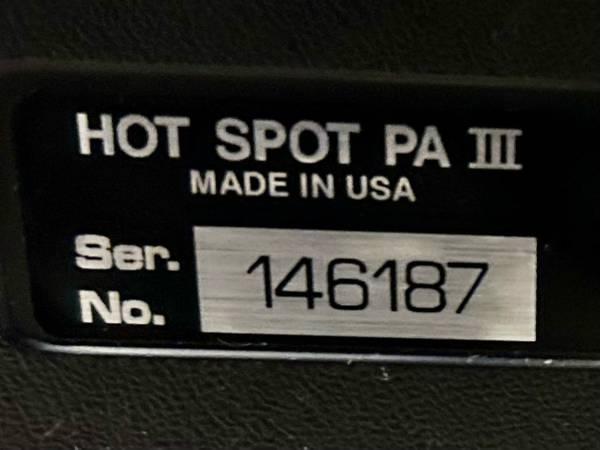 HOT SPOT PA III
MADE IN USA
Ser.
No.
146187